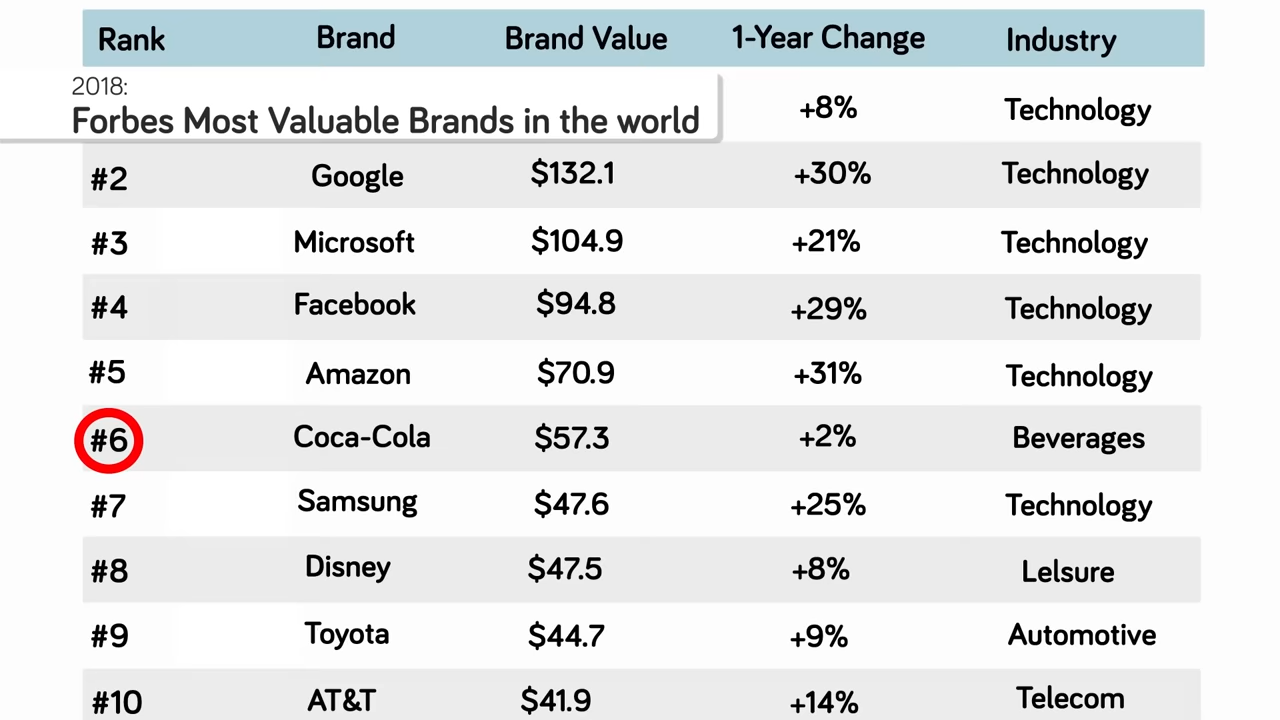 Rank Brand Brand Value 1-Year Change Industry
2018:
Forbes Most Valuable Brands in the world
+8% Technology
#2 Google $132.1 +30% Technology
#3 Microsoft $104.9 +21% Technology
#4 Facebook $94.8 +29% Technology
#5 Amazon $70.9 +31% Technology
#6 Coca-Cola $57.3 +2% Beverages
#7 Samsung $47.6 +25% Technology
#8 Disney $47.5 +8% Lelsure
#9 Toyota $44.7 +9% Automotive
#10 AT&T $41.9 +14% Telecom